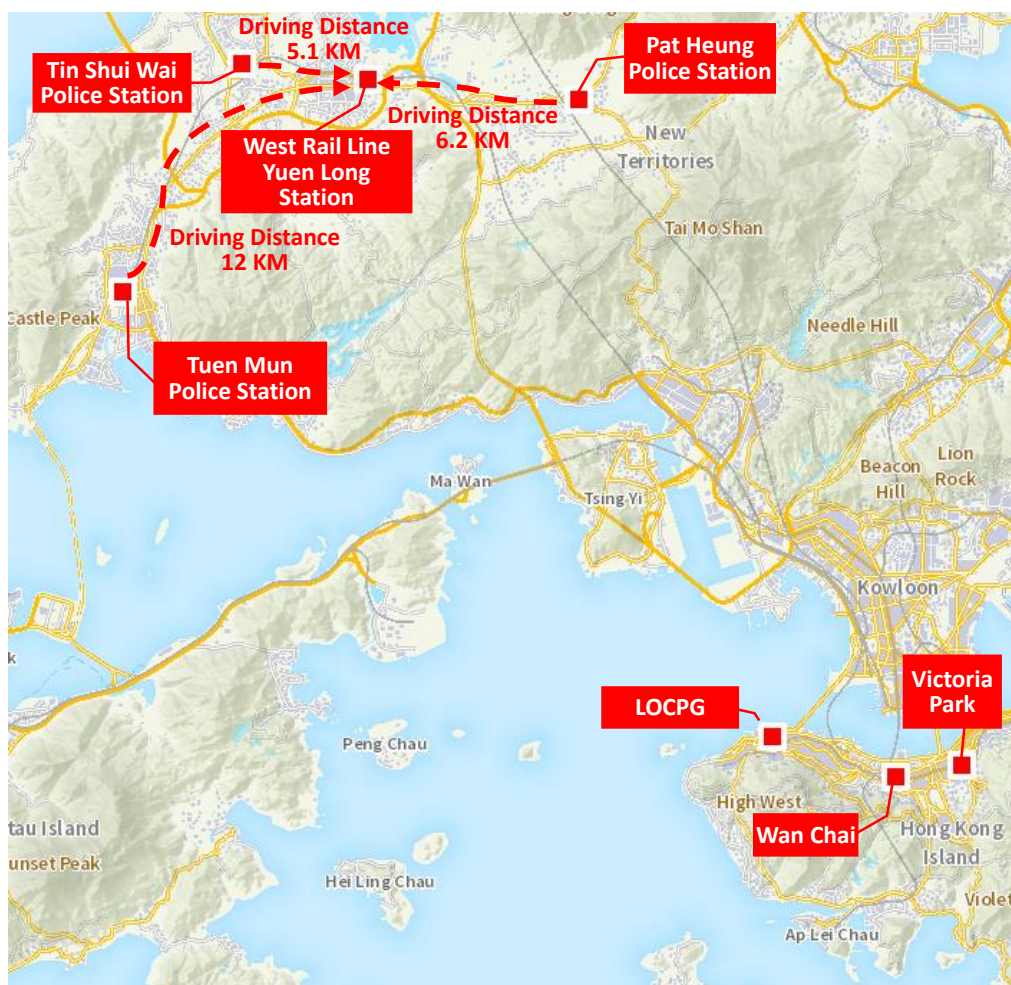 Driving Distance
5.1 KM
Tin Shui Wai
Police Station
Pat Heung
Police Station
Driving Distance
6.2 KM
West Rail Line
Yuen Long
Station
New
Territories
Tai Mo Shan
Driving Distance
12 KM
Castle Peak
Needle Hill
Tuen Mun
Police Station
Beacon
Hill
Lion
Rock
Ma Wan
Tsing Yi
Kowloon
k
Victoria
Park
LOCPG
Peng Chau
High West
Wan Chai
tau Island
unset Peak
Hong Kong
Island
Hei Ling Chau
Violet
Ap Lei Chau